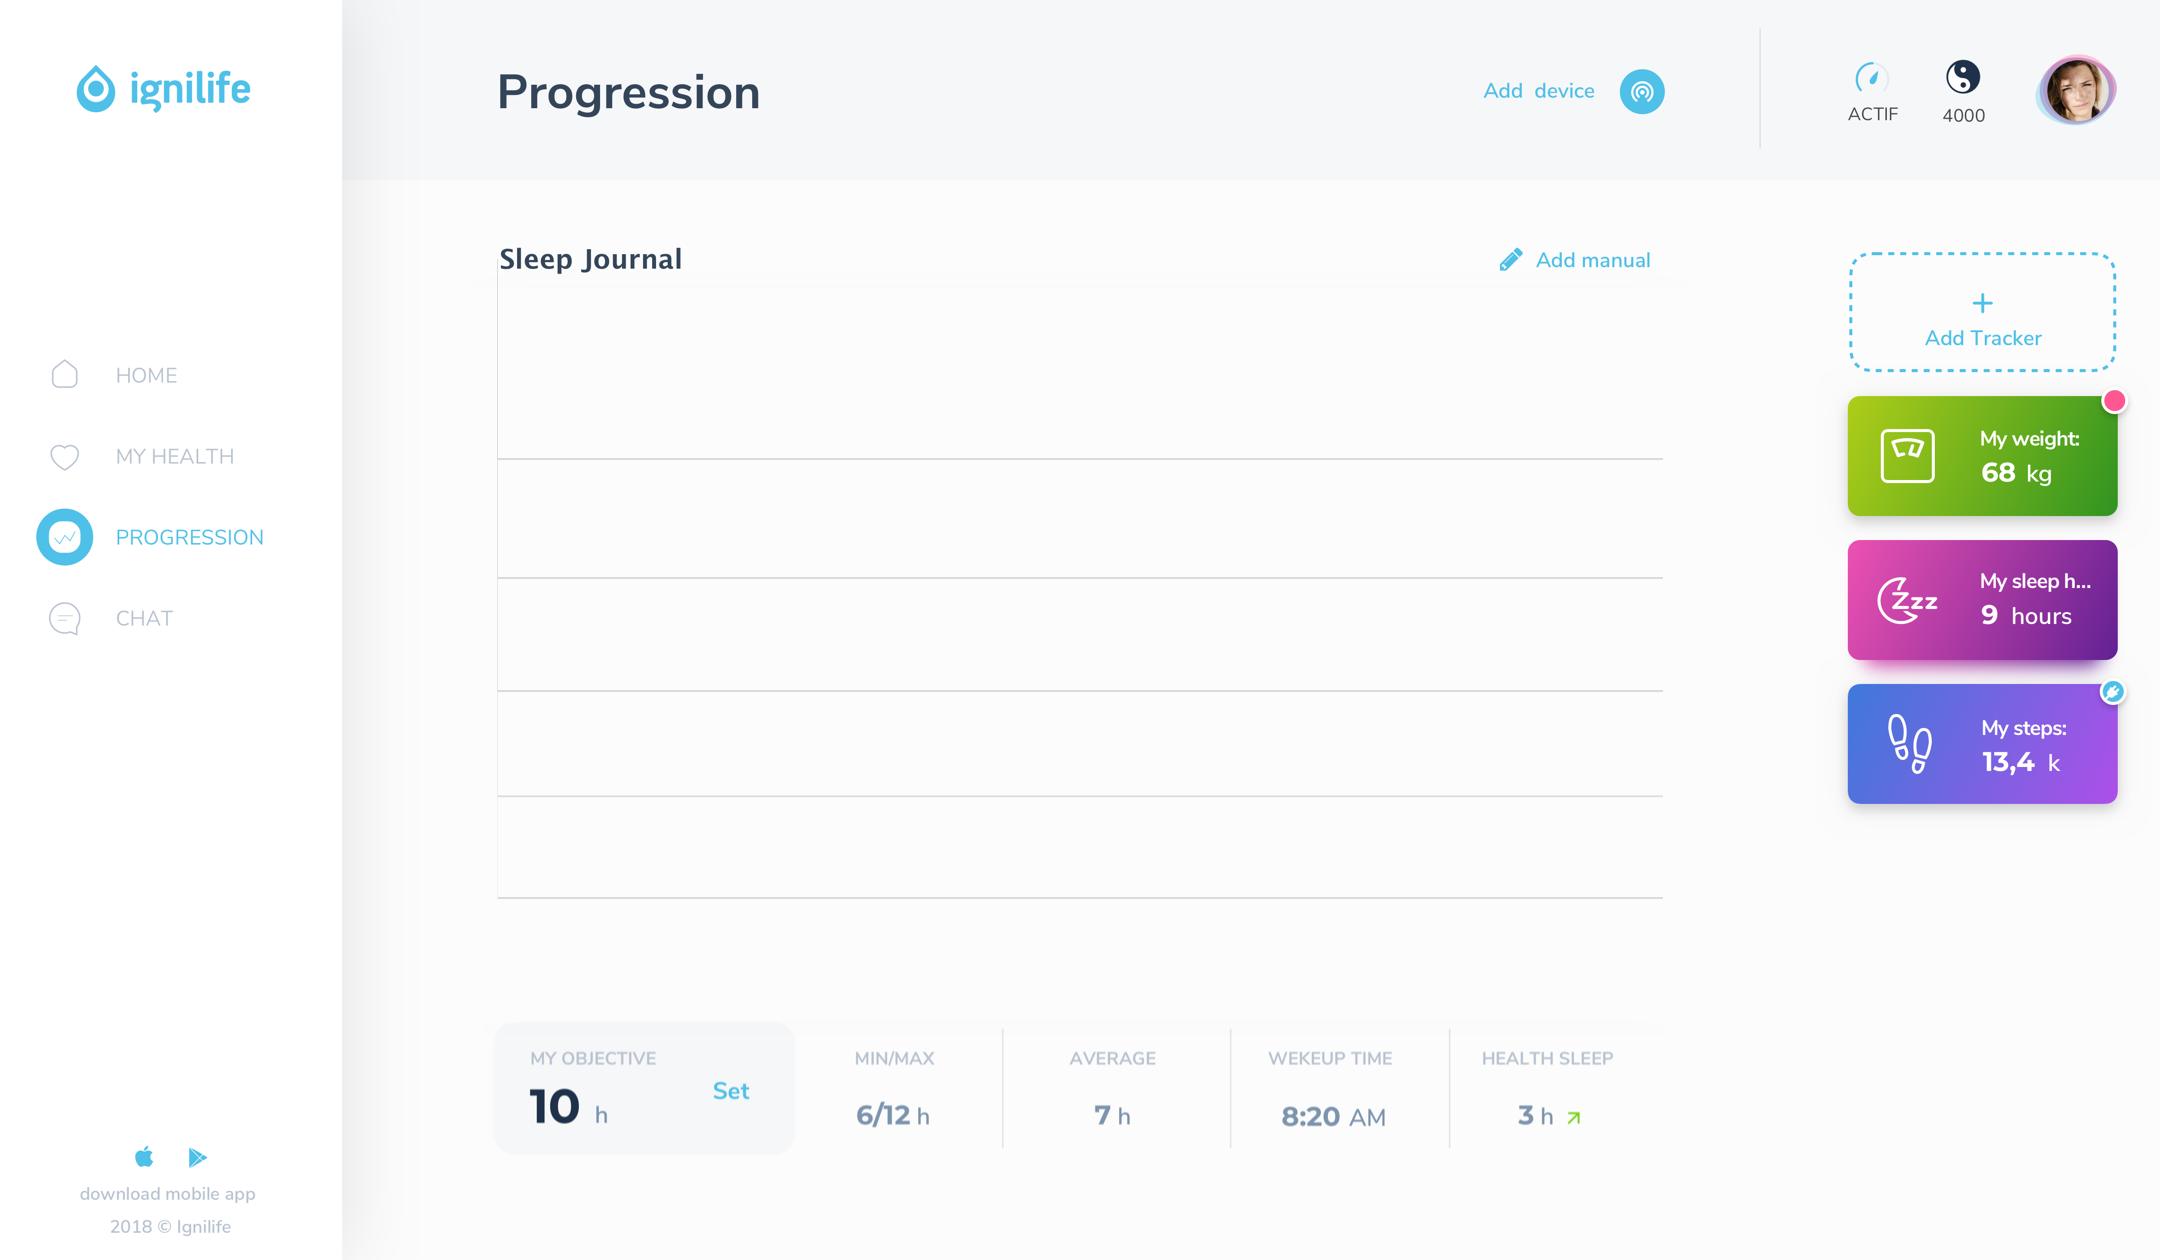 ignilife
Progression
Add device
ACTIF
4000
Sleep Journal
Add manual
Add Tracker
HOME
MY HEALTH
PROGRESSION
CHAT
My weight:
68 kg
Zzz
My sleep h...
9 hours
My steps:
13,4 k
MY OBJECTIVE
10 h
Set
MIN/MAX
6/12 h
AVERAGE
7 h
WEKEUP TIME
8:20 AM
HEALTH SLEEP
3 h
download mobile app
2018 © Ignilife